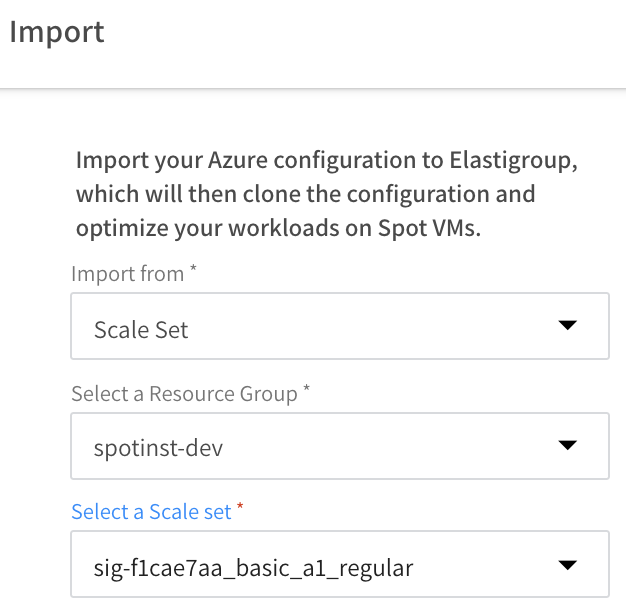 Import
Import your Azure configuration to Elastigroup,
which will then clone the configuration and
optimize your workloads on Spot VMs.
Import from *
Scale Set
Select a Resource Group *
spotinst-dev
Select a Scale set *
sig-f1cae7aa_basic_a1_regular